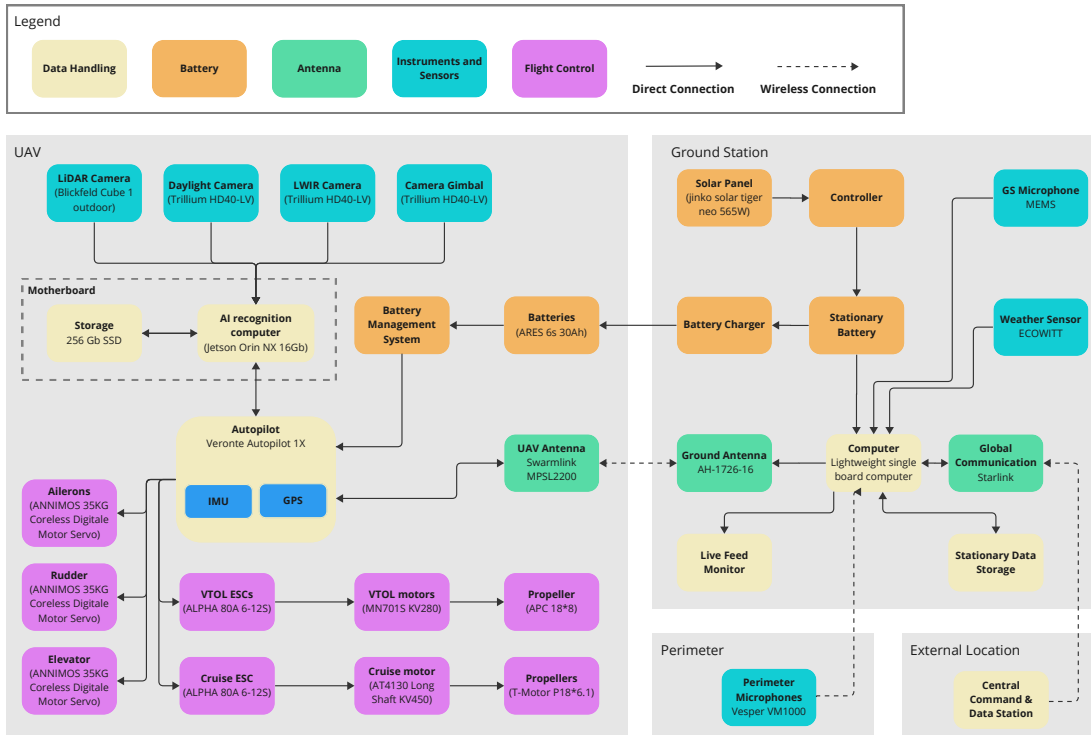 Legend
Data Handling
Battery
Antenna
Instruments and
Sensors
Flight Control
Direct Connection
Wireless Connection
UAV
LiDAR Camera
(Blickfeld Cube 1
outdoor)
Daylight Camera
(Trillium HD40-LV)
LWIR Camera
(Trillium HD40-LV)
Camera Gimbal
(Trillium HD40-LV)
Motherboard
Storage
256 Gb SSD
AI recognition
computer
(Jetson Orin NX 16Gb)
Battery
Management
System
Batteries
(ARES 6s 30Ah)
Autopilot
Veronte Autopilot 1X
IMU
GPS
UAV Antenna
Swarmlink
MPSL2200
Ailerons
(ANNIMOS 35KG
Coreless Digitale
Motor Servo)
Rudder
(ANNIMOS 35KG
Coreless Digitale
Motor Servo)
Elevator
(ANNIMOS 35KG
Coreless Digitale
Motor Servo)
VTOL ESCs
(ALPHA 80A 6-12S)
VTOL motors
(MN701S KV280)
Propeller
(APC 18*8)
Cruise ESC
(ALPHA 80A 6-12S)
Cruise motor
(AT4130 Long
Shaft KV450)
Propellers
(T-Motor P18*6.1)
Ground Station
Solar Panel
(jinko solar tiger
neo 565W)
Controller
GS Microphone
MEMS
Battery Charger
Stationary
Battery
Weather Sensor
ECOWITT
Ground Antenna
AH-1726-16
Computer
Lightweight single
board computer
Global
Communication
Starlink
Live Feed
Monitor
Stationary Data
Storage
Perimeter
Perimeter
Microphones
Vesper VM1000
External Location
Central
Command &
Data Station